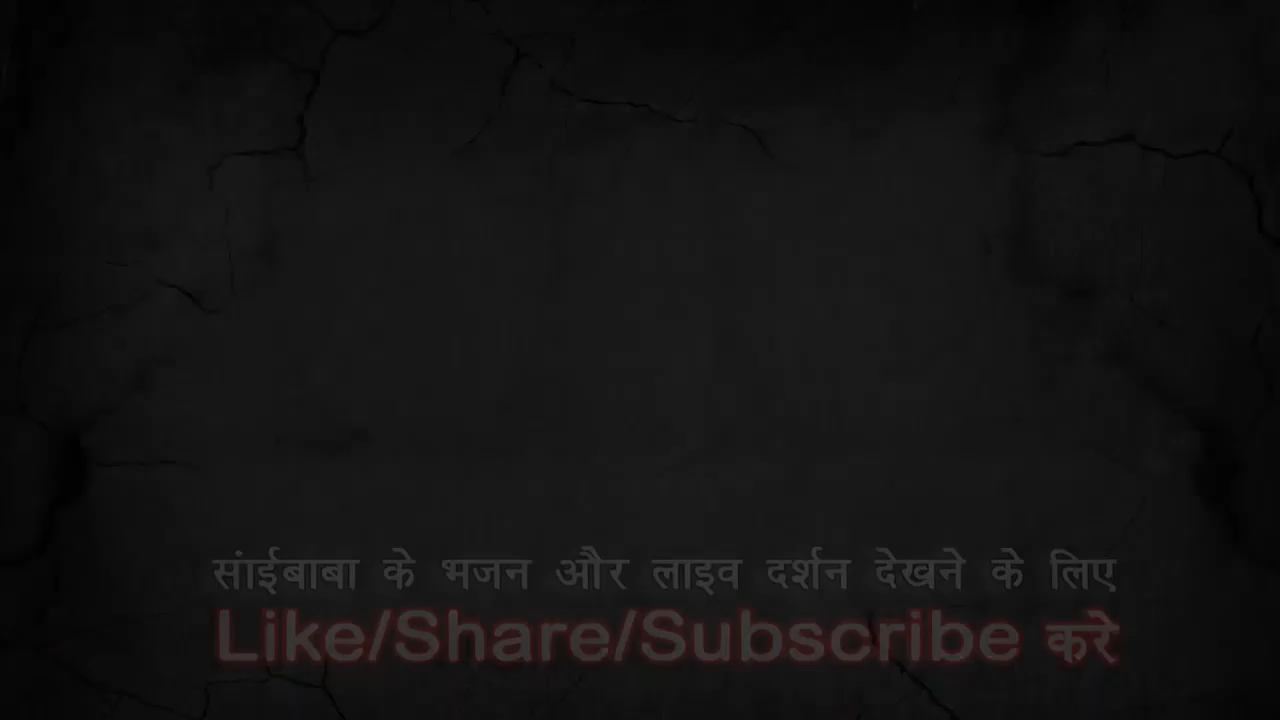 सांईबाबा के भजन और लाइव दर्शन देखने के लिए
Like/Share/Subscribe करे